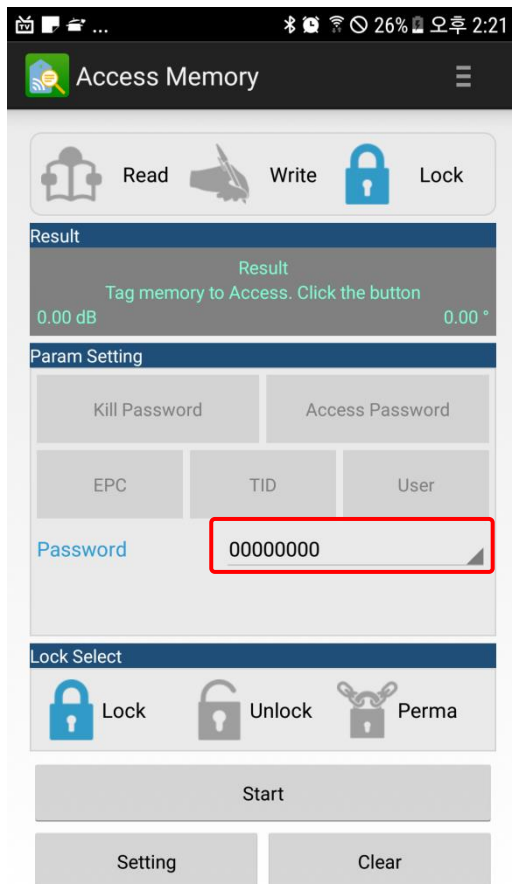 ... 26% 오후 2:21
Access Memory
Read Write Lock
Result
Result
Tag memory to Access. Click the button
0.00 dB 0.00 °
Param Setting
Kill Password Access Password
EPC TID User
Password 00000000
Lock Select
Lock Unlock Perma
Start
Setting Clear